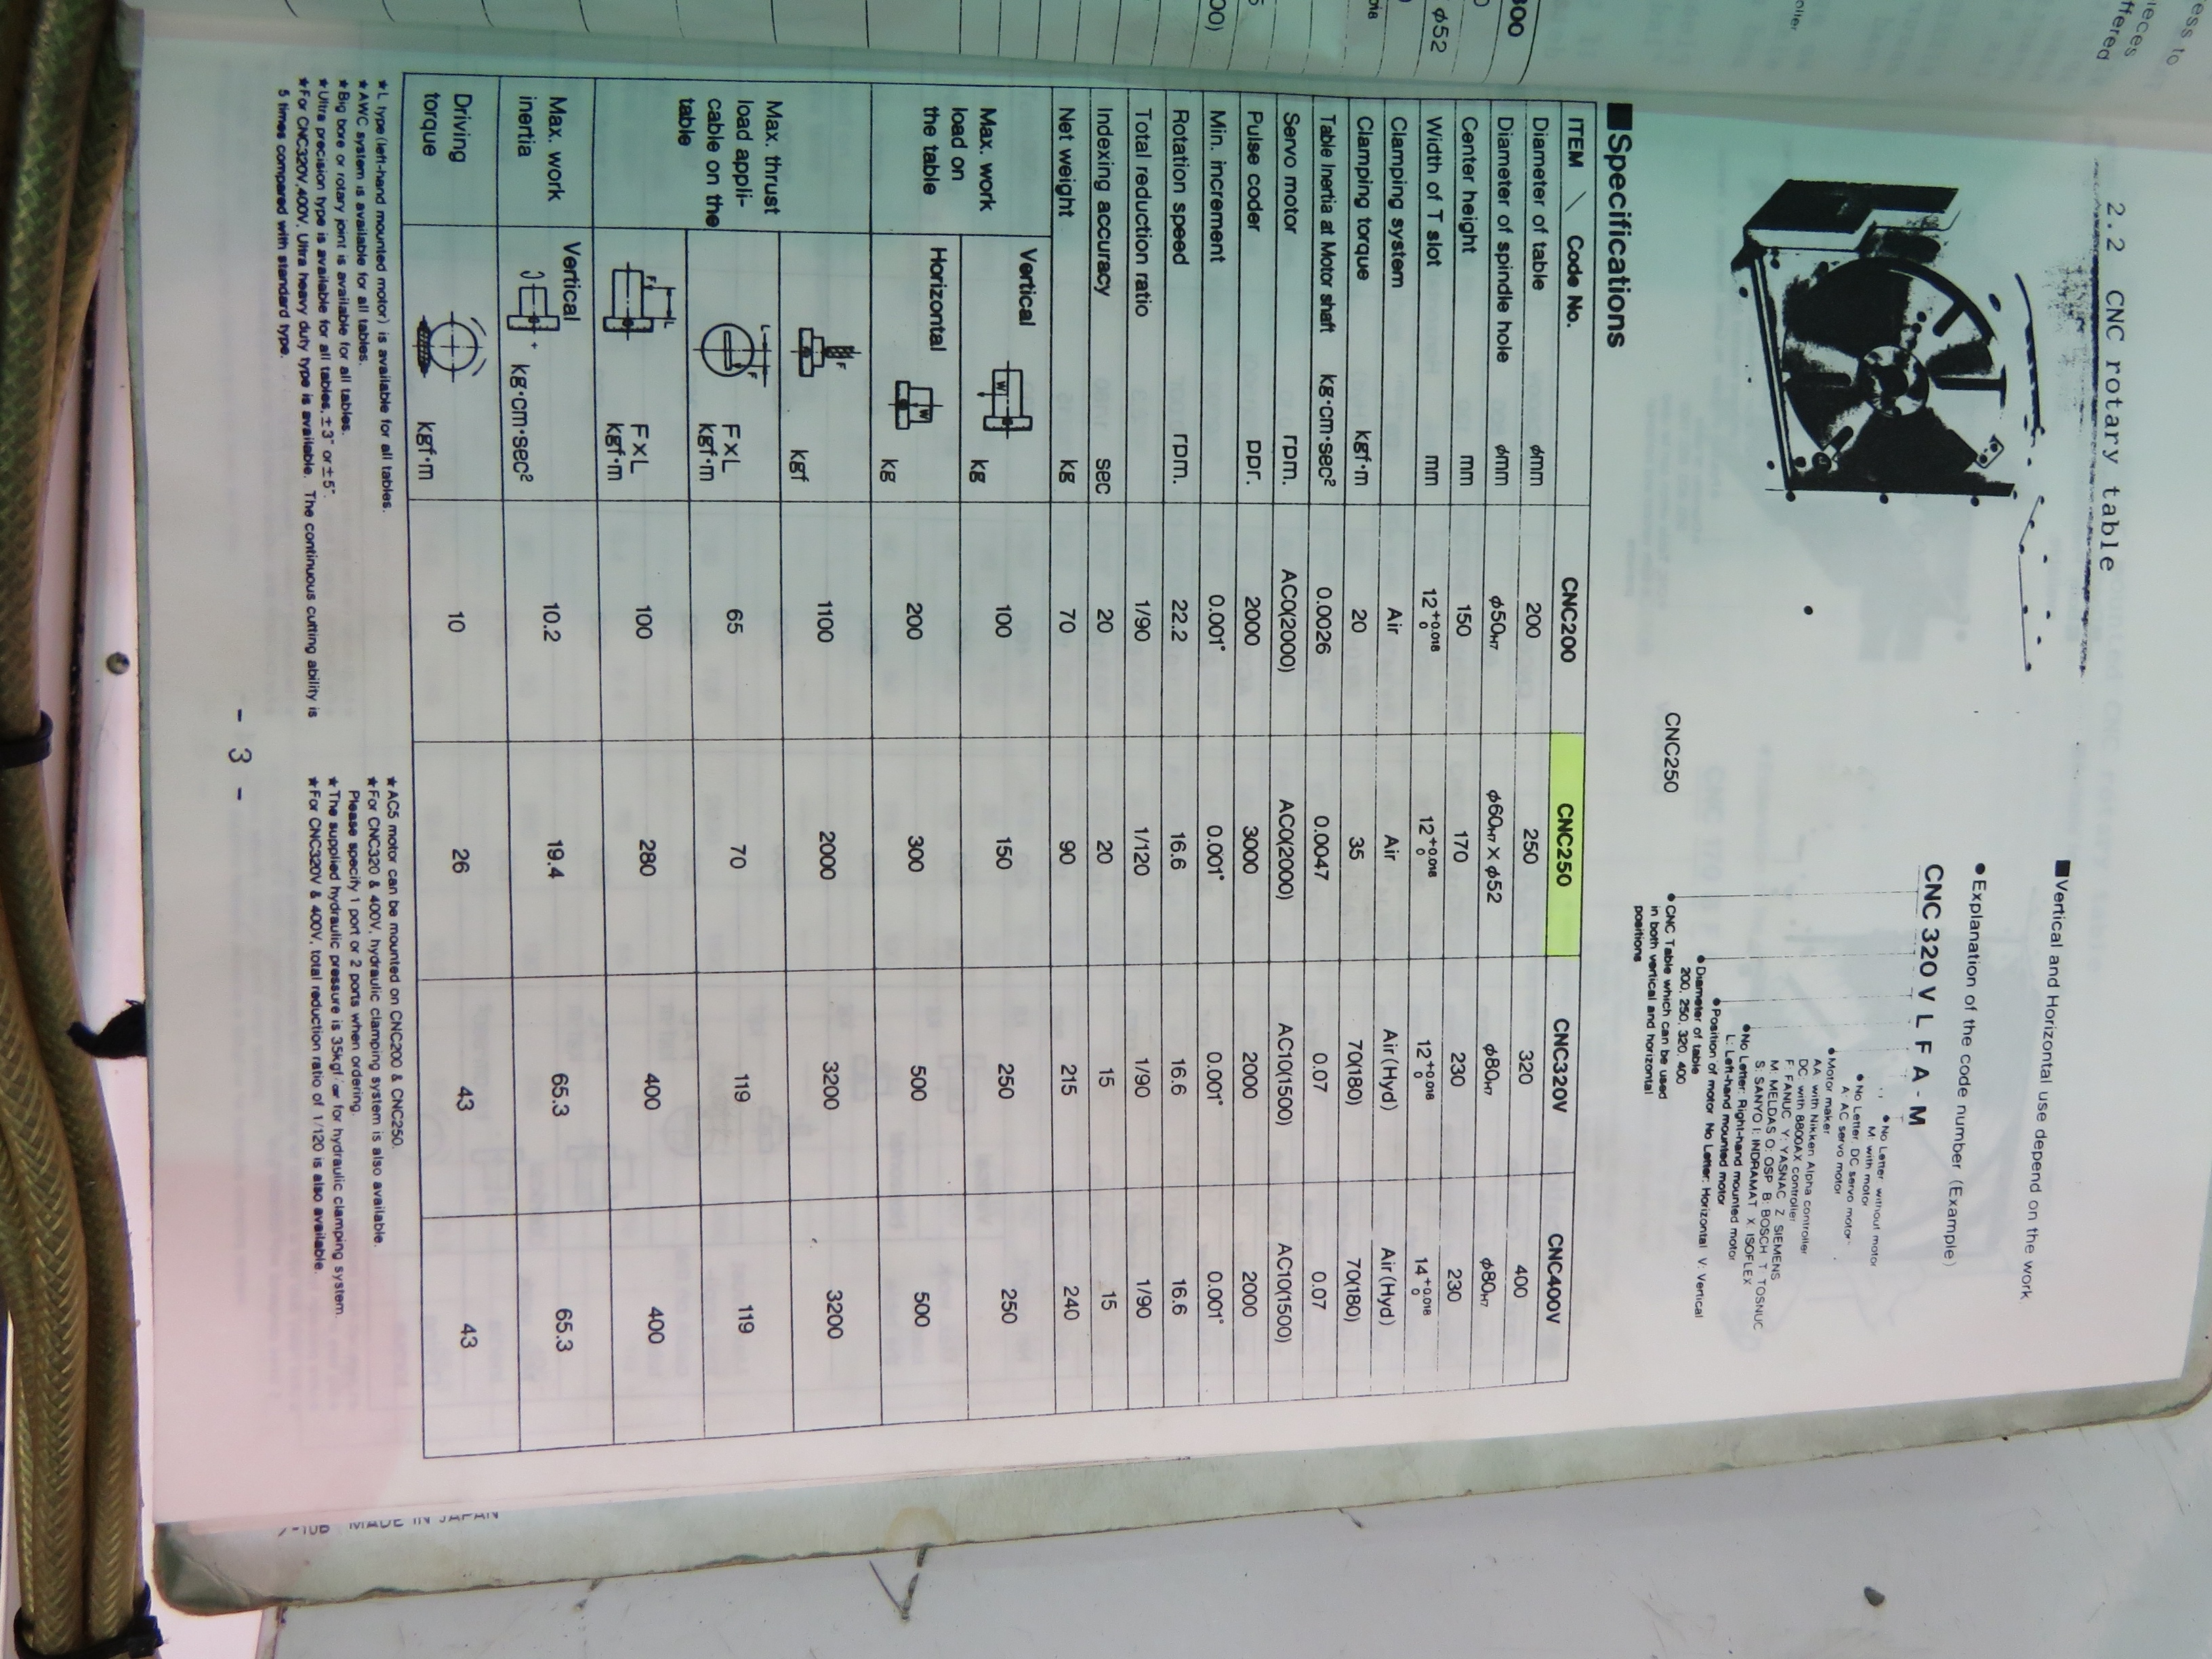 2.2 CNC rotary table
■Vertical and Horizontal use depend on the work
●Explanation of the code number (Example)
CNC 320 V L F A - M
●No Letter: without motor
M: with motor
●No Letter: DC servo motor
A: AC servo motor
●Motor maker
AA: with Nikken Alpha controller
DC: with 8800AX controller
F: FANUC Y: YASNAC Z: SIEMENS
M: MELDAS O: OSP B: BOSCH T: TOSNUC
S: SANYO I: INDRAMAT X: ISOFLEX
●No Letter: Right-hand mounted motor
L: Left-hand mounted motor
●Position of motor No Letter: Horizontal V: Vertical
●Diameter of table
200, 250, 320, 400
●CNC Table which can be used
in both vertical and horizontal
positions
CNC250
■Specifications
ITEM \ Code No. CNC200 CNC250 CNC320V CNC400V
Diameter of table φmm 200 250 320 400
Diameter of spindle hole φmm φ50H7 φ60H7 X φ52 φ80H7 φ80H7
Center height mm 150 170 230 230
Width of T slot mm 12 +0.018 0 12 +0.018 0 12 +0.018 0 14 +0.018 0
Clamping system Air Air Air(Hyd) Air(Hyd)
Clamping torque kgf·m 20 35 70(180) 70(180)
Table Inertia at Motor shaft kg·cm·sec² 0.0026 0.0047 0.07 0.07
Servo motor rpm. AC0(2000) AC0(2000) AC10(1500) AC10(1500)
Pulse coder ppr. 2000 3000 2000 2000
Min. increment 0.001° 0.001° 0.001° 0.001°
Rotation speed rpm. 22.2 16.6 16.6 16.6
Total reduction ratio 1/90 1/120 1/90 1/90
Indexing accuracy sec 20 20 15 15
Net weight kg 70 90 215 240
Max. work load on the table Vertical W kg 100 150 250 250
Horizontal W kg 200 300 500 500
Max. thrust load appli-cable on the table F kgf 1100 2000 3200 3200
L F FXL kgf·m 65 70 119 119
F L FXL kgf·m 100 280 400 400
Max. work inertia Vertical kg·cm·sec² 10.2 19.4 65.3 65.3
Driving torque kgf·m 10 26 43 43
★L type (left-hand mounted motor) is available for all tables.
★AWC system is available for all tables.
★Big bore or rotary joint is available for all tables.
★Ultra precision type is available for all tables, ±3" or ±5".
★For CNC320V,400V, Ultra heavy duty type is available. The continuous cutting ability is
5 times compared with standard type.
★AC5 motor can be mounted on CNC200 & CNC250.
★For CNC320 & 400V, hydraulic clamping system is also available.
Please specify 1 port or 2 ports when ordering.
★The supplied hydraulic pressure is 35kgf/cm² for hydraulic clamping system.
★For CNC320V & 400V, total reduction ratio of 1/120 is also available.
- 3 -
MADE IN JAPAN
ess to
ieces
ffered
oller
300
φ52
00)